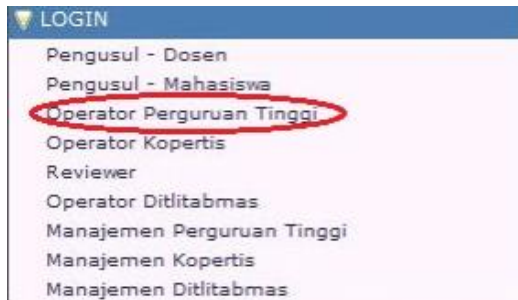 LOGIN
Pengusul - Dosen
Pengusul - Mahasiswa
Operator Perguruan Tinggi
Operator Kopertis
Reviewer
Operator Ditlitabmas
Manajemen Perguruan Tinggi
Manajemen Kopertis
Manajemen Ditlitabmas